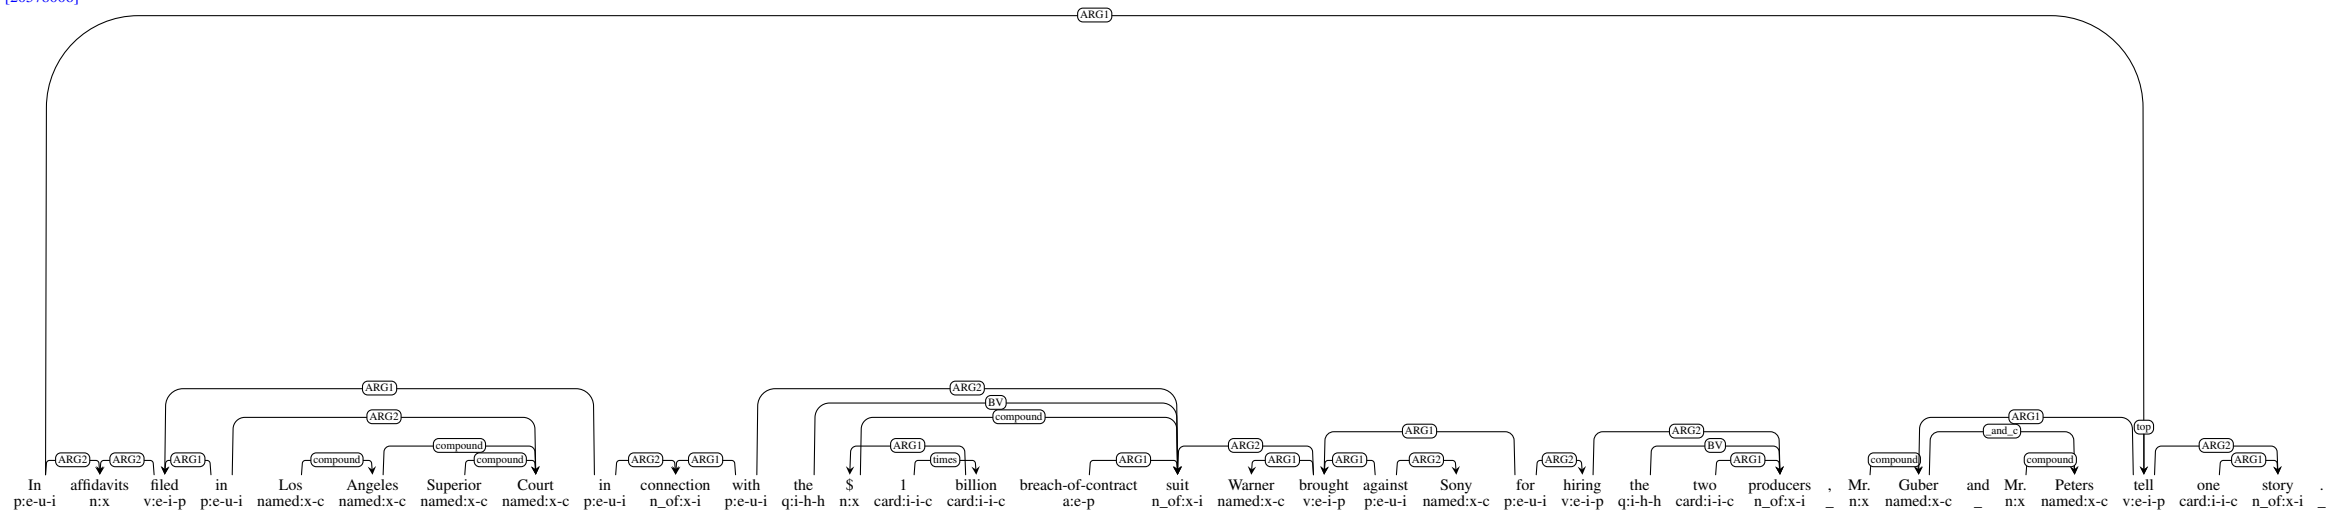 ARG1
ARG1 ARG2
ARG2 BV
compound compound ARG1 ARG2 ARG1
compound ARG1 ARG2 BV _and_c top ARG2
ARG2 ARG2 ARG1 compound compound ARG2 ARG1 times ARG1 ARG1 ARG1 ARG2 ARG2 ARG1 compound compound ARG1
In affidavits filed in Los Angeles Superior Court in connection with the $ 1 billion breach-of-contract suit Warner brought against Sony for hiring the two producers , Mr. Guber and Mr. Peters tell one story .
p:e-u-i n:x v:e-i-p p:e-u-i named:x-c named:x-c named:x-c named:x-c p:e-u-i n_of:x-i p:e-u-i q:i-h-h n:x card:i-i-c card:i-i-c a:e-p n_of:x-i named:x-c v:e-i-p p:e-u-i named:x-c p:e-u-i v:e-i-p q:i-h-h card:i-i-c n_of:x-i _ n:x named:x-c _ n:x named:x-c v:e-i-p card:i-i-c n_of:x-i _